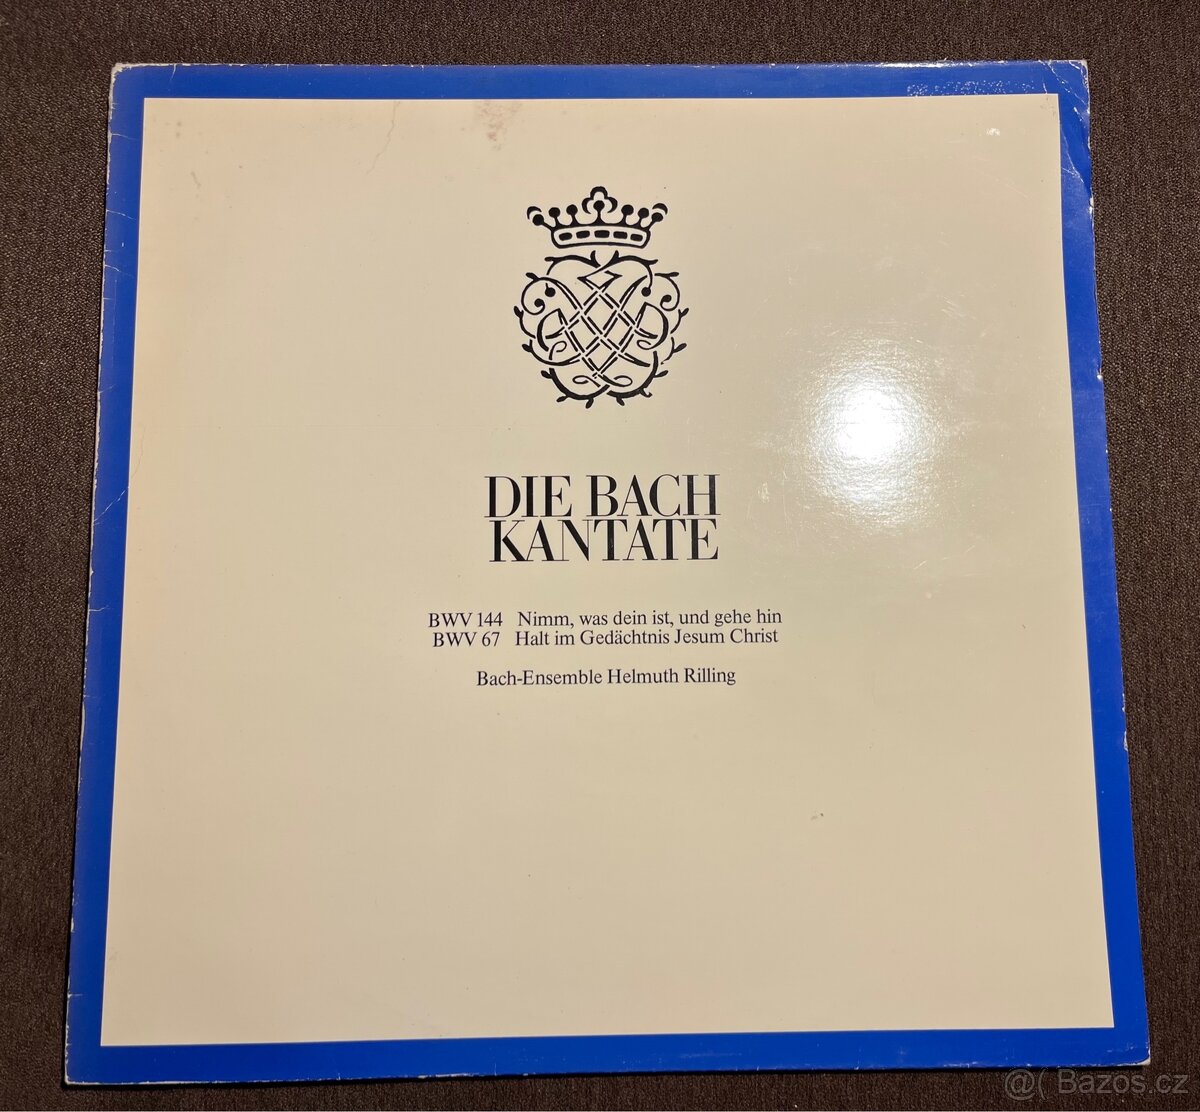 DIE BACH
KANTATE
BWV 144 Nimm, was dein ist, und gehe hin
BWV 67 Halt im Gedächtnis Jesum Christ
Bach-Ensemble Helmuth Rilling
@( Bazos.cz